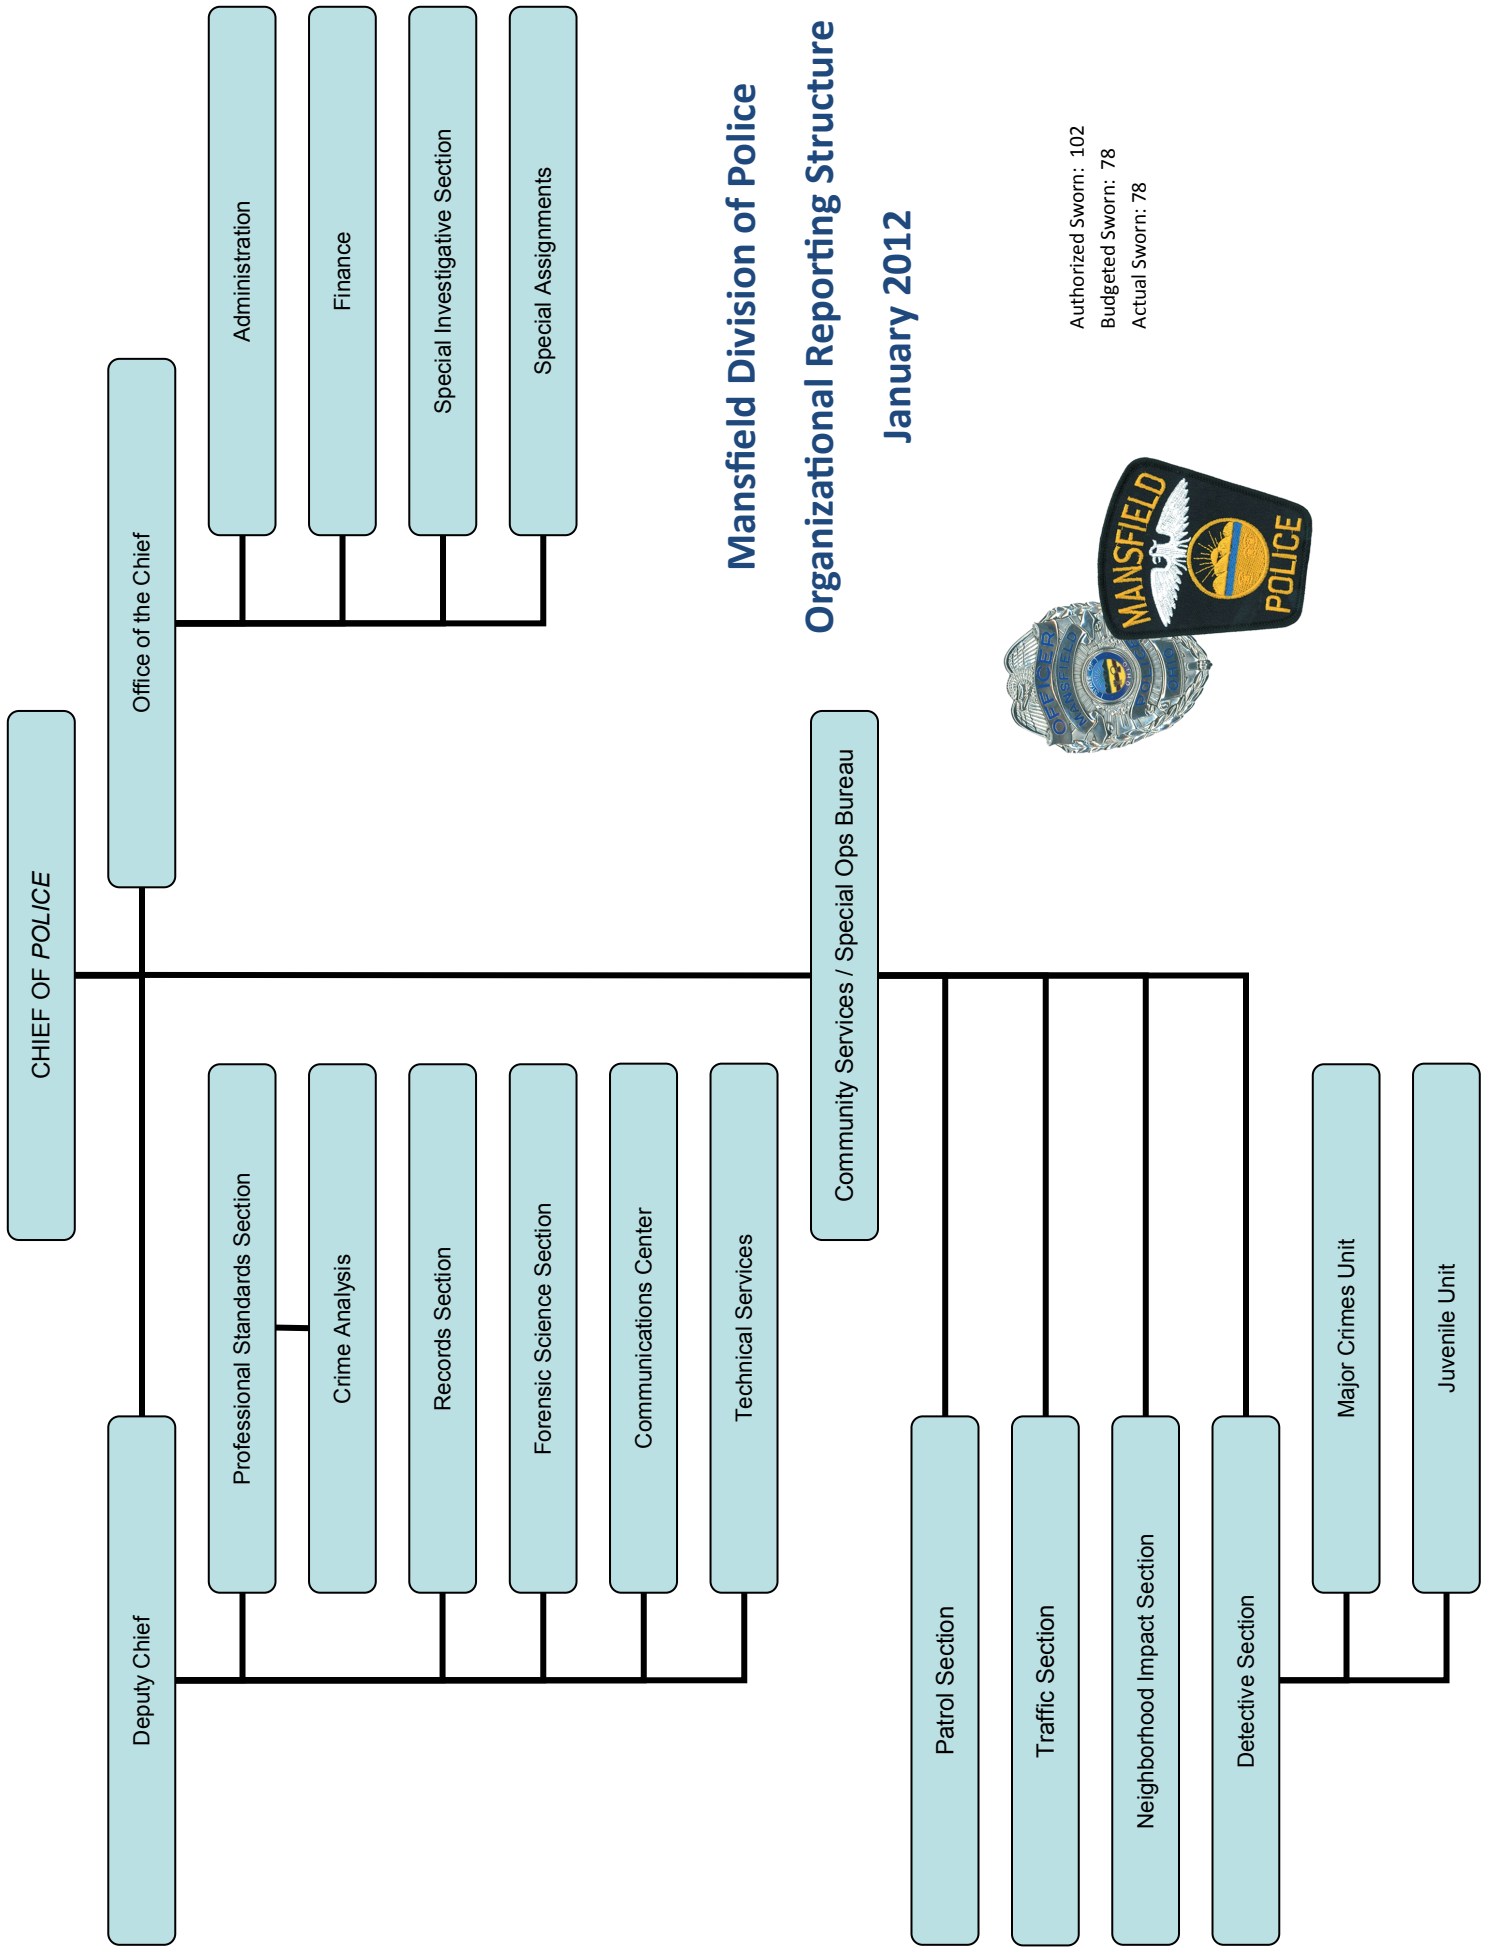 CHIEF OF POLICE
Deputy Chief
Office of the Chief
Professional Standards Section
Administration
Crime Analysis
Finance
Records Section
Special Investigative Section
Forensic Science Section
Special Assignments
Communications Center
Technical Services
Mansfield Division of Police
Organizational Reporting Structure
January 2012
Community Services / Special Ops Bureau
Patrol Section
Traffic Section
Neighborhood Impact Section
Detective Section
Major Crimes Unit
Juvenile Unit
Authorized Sworn: 102
Budgeted Sworn: 78
Actual Sworn: 78
OFFICER
MANSFIELD
POLICE
OHIO
MANSFIELD
POLICE